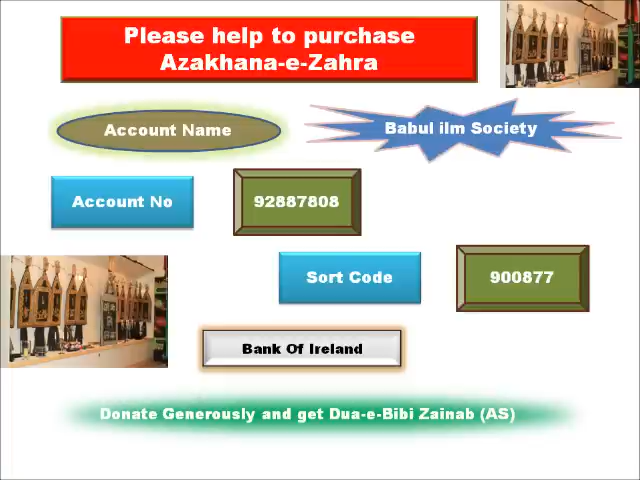 Please help to purchase
Azakhana-e-Zahra
Account Name
Babul ilm Society
Account No
92887808
Sort Code
900877
Bank Of Ireland
Donate Generously and get Dua-e-Bibi Zainab (AS)